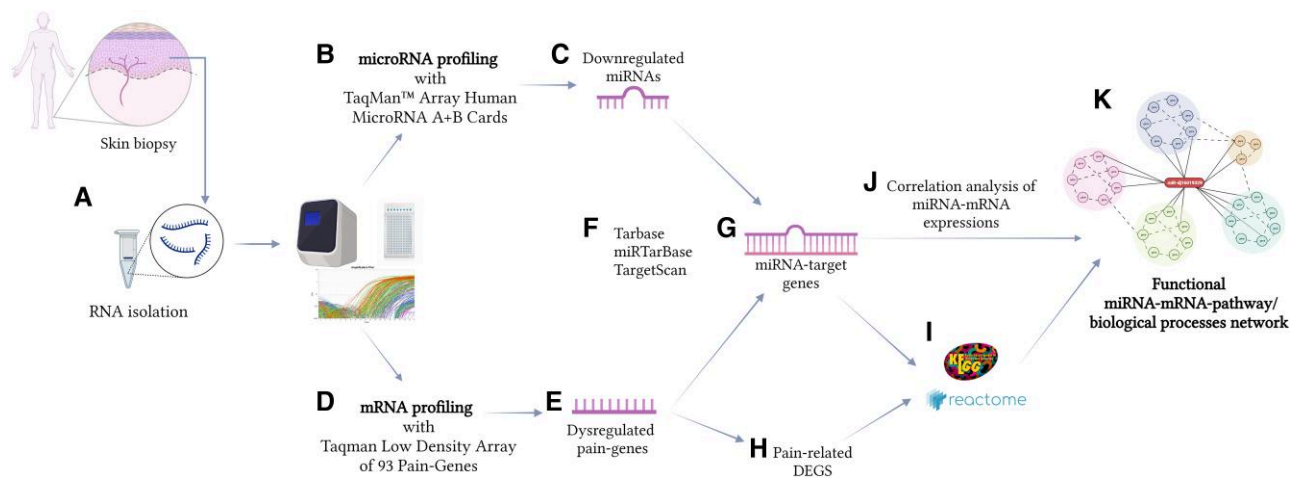 Skin biopsy
A
RNA isolation
B
microRNA profiling
with
TaqMan™ Array Human
MicroRNA A+B Cards
C
Downregulated
miRNAs
D
mRNA profiling
with
Taqman Low Density Array
of 93 Pain-Genes
E
Dysregulated
pain-genes
F
Tarbase
miRTarBase
TargetScan
G
miRNA-target
genes
H
Pain-related
DEGS
I
KEGG
reactome
J
Correlation analysis of
miRNA-mRNA
expressions
K
Functional
miRNA-mRNA-pathway/
biological processes network